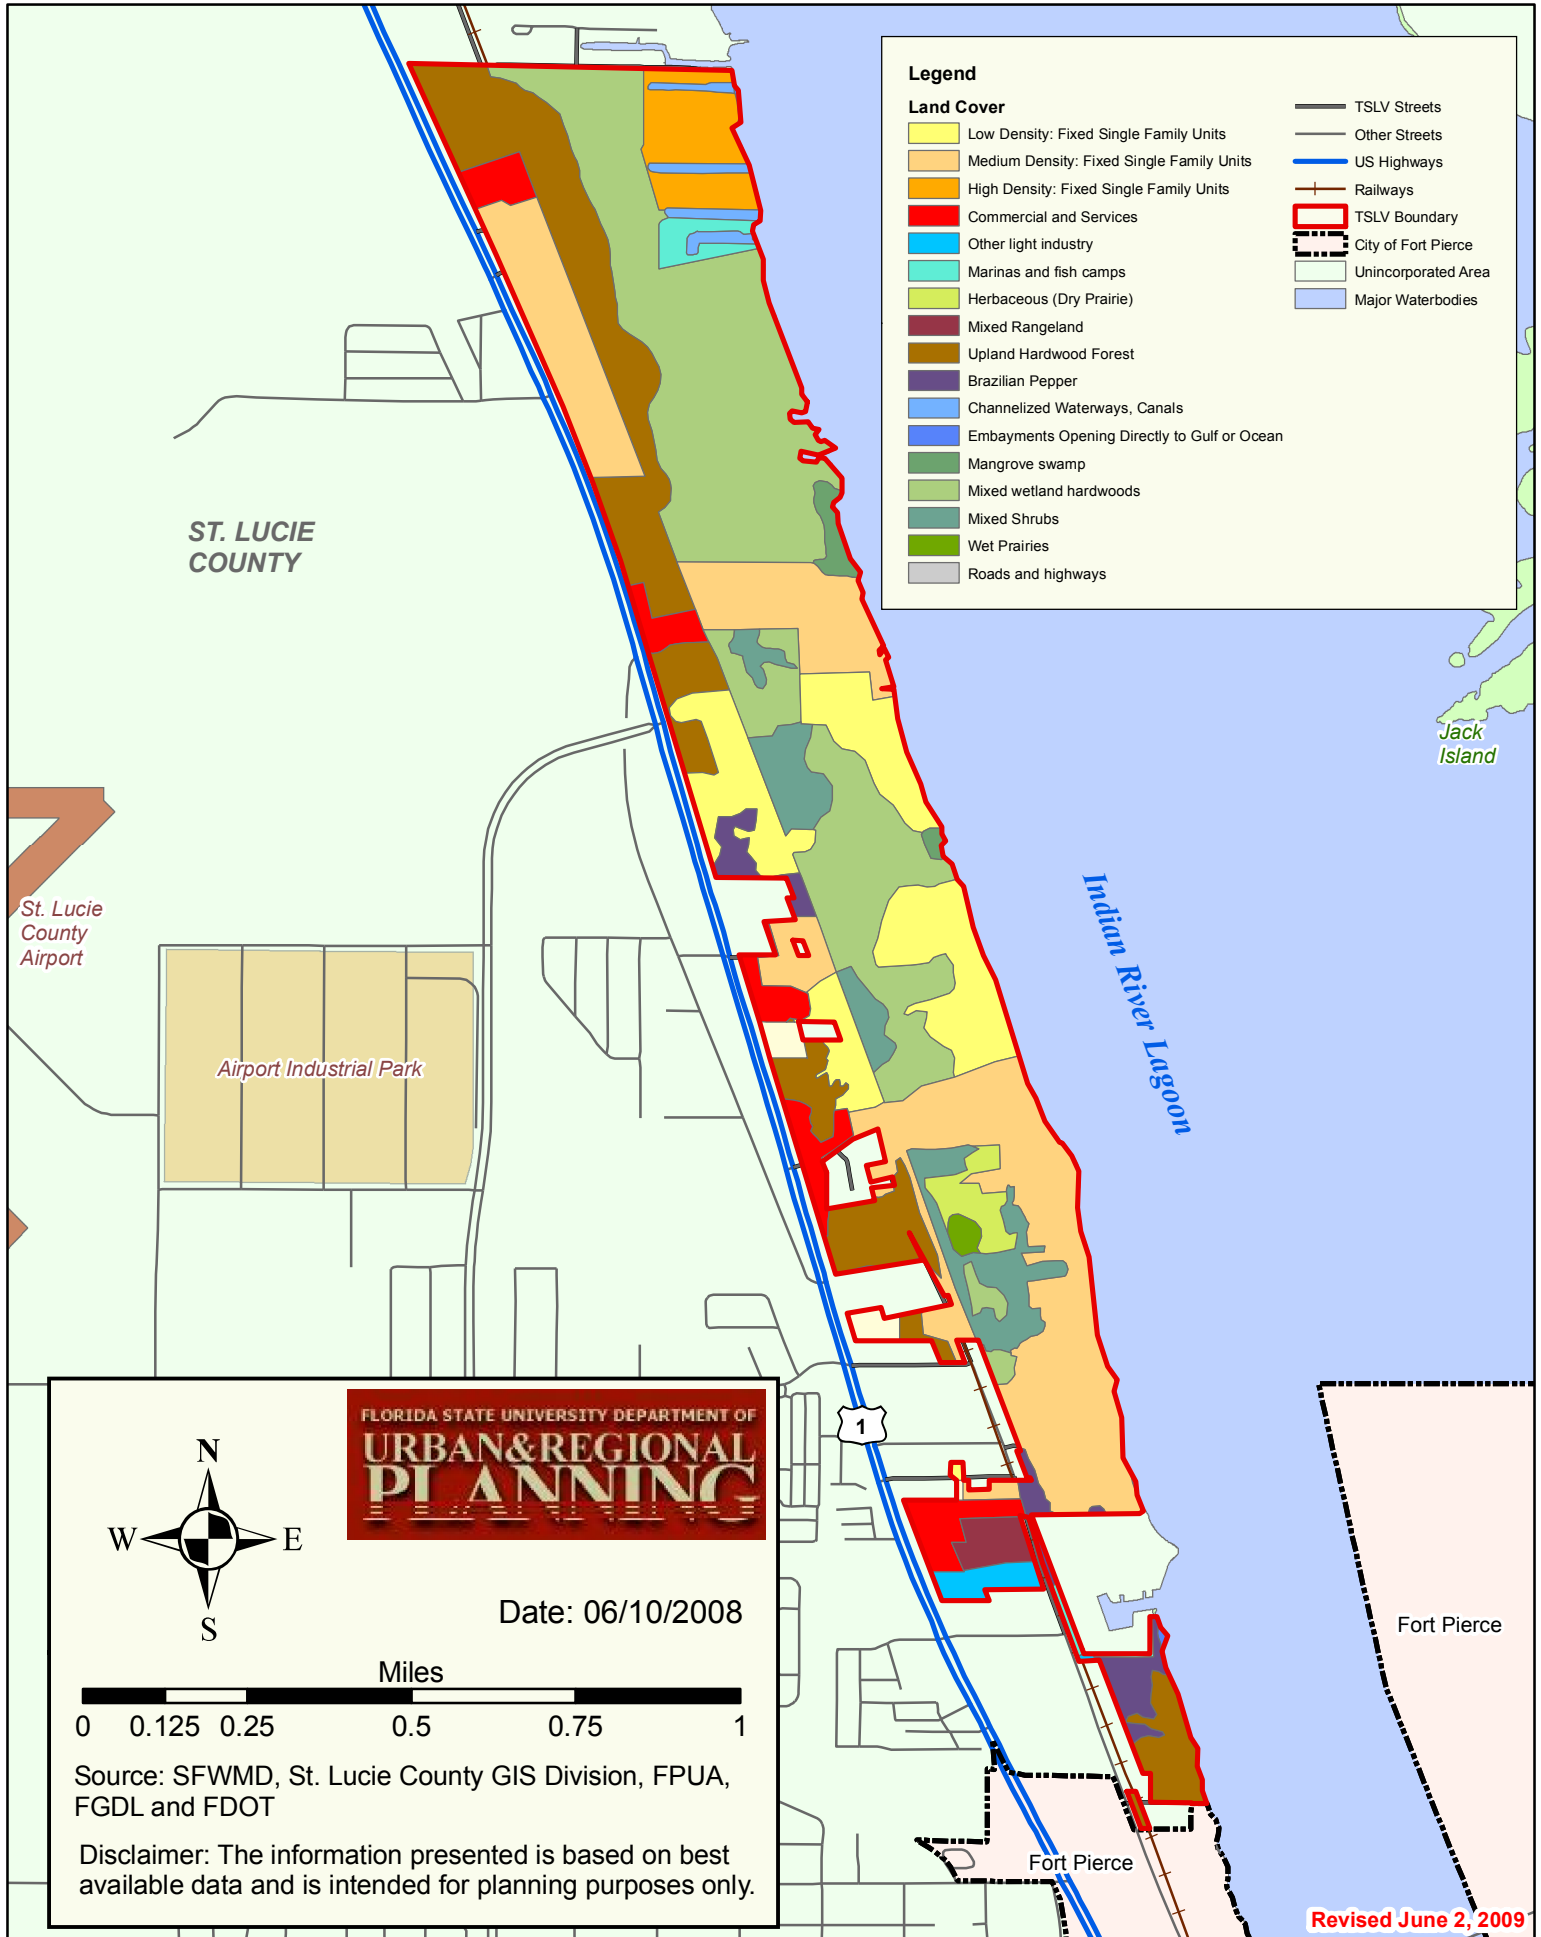 Legend
Land Cover
Low Density: Fixed Single Family Units
Medium Density: Fixed Single Family Units
High Density: Fixed Single Family Units
Commercial and Services
Other light industry
Marinas and fish camps
Herbaceous (Dry Prairie)
Mixed Rangeland
Upland Hardwood Forest
Brazilian Pepper
Channelized Waterways, Canals
Embayments Opening Directly to Gulf or Ocean
Mangrove swamp
Mixed wetland hardwoods
Mixed Shrubs
Wet Prairies
Roads and highways
TSLV Streets
Other Streets
US Highways
Railways
TSLV Boundary
City of Fort Pierce
Unincorporated Area
Major Waterbodies
ST. LUCIE
COUNTY
Jack
Island
St. Lucie
County
Airport
Indian River Lagoon
Airport Industrial Park
1
FLORIDA STATE UNIVERSITY DEPARTMENT OF
URBAN&REGIONAL
PLANNING
N
W
E
S
Date: 06/10/2008
Miles
0 0.125 0.25 0.5 0.75 1
Source: SFWMD, St. Lucie County GIS Division, FPUA,
FGDL and FDOT
Disclaimer: The information presented is based on best
available data and is intended for planning purposes only.
Fort Pierce
Fort Pierce
Revised June 2, 2009